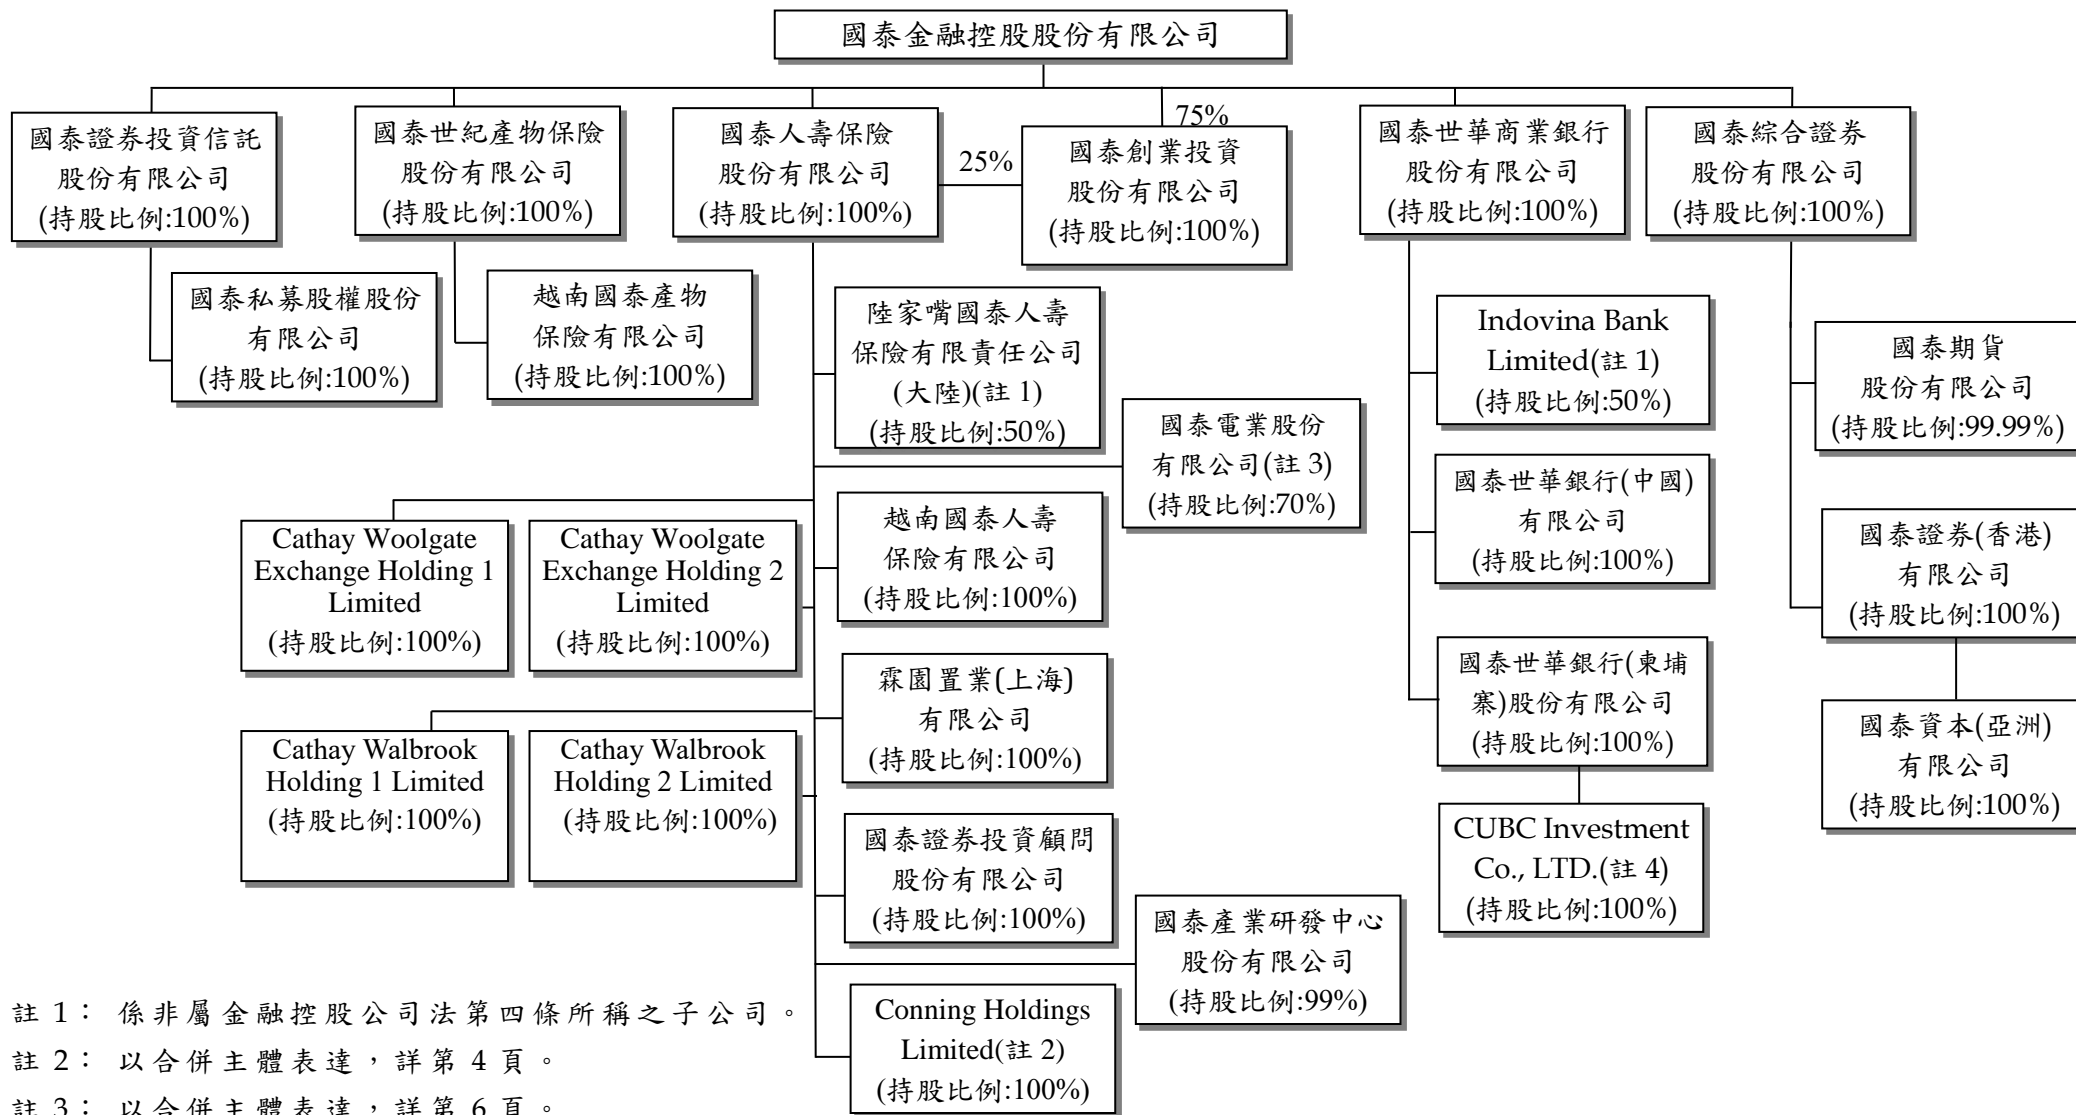 國泰金融控股股份有限公司
國泰證券投資信託
股份有限公司
(持股比例:100%)
國泰世紀產物保險
股份有限公司
(持股比例:100%)
國泰人壽保險
股份有限公司
(持股比例:100%)
25%
75%
國泰創業投資
股份有限公司
(持股比例:100%)
國泰世華商業銀行
股份有限公司
(持股比例:100%)
國泰綜合證券
股份有限公司
(持股比例:100%)
國泰私募股權股份
有限公司
(持股比例:100%)
越南國泰產物
保險有限公司
(持股比例:100%)
陸家嘴國泰人壽
保險有限責任公司
(大陸)(註 1)
(持股比例:50%)
國泰電業股份
有限公司(註 3)
(持股比例:70%)
Indovina Bank
Limited(註 1)
(持股比例:50%)
國泰期貨
股份有限公司
(持股比例:99.99%)
Cathay Woolgate
Exchange Holding 1
Limited
(持股比例:100%)
Cathay Woolgate
Exchange Holding 2
Limited
(持股比例:100%)
越南國泰人壽
保險有限公司
(持股比例:100%)
國泰世華銀行(中國)
有限公司
(持股比例:100%)
國泰證券(香港)
有限公司
(持股比例:100%)
霖園置業(上海)
有限公司
(持股比例:100%)
國泰世華銀行(柬埔
寨)股份有限公司
(持股比例:100%)
國泰資本(亞洲)
有限公司
(持股比例:100%)
Cathay Walbrook
Holding 1 Limited
(持股比例:100%)
Cathay Walbrook
Holding 2 Limited
(持股比例:100%)
國泰證券投資顧問
股份有限公司
(持股比例:100%)
CUBC Investment
Co., LTD.(註 4)
(持股比例:100%)
國泰產業研發中心
股份有限公司
(持股比例:99%)
Conning Holdings
Limited(註 2)
(持股比例:100%)
註 1： 係非屬金融控股公司法第四條所稱之子公司。
註 2： 以合併主體表達，詳第 4 頁。
註 3： 以合併主體表達，詳第 6 頁。